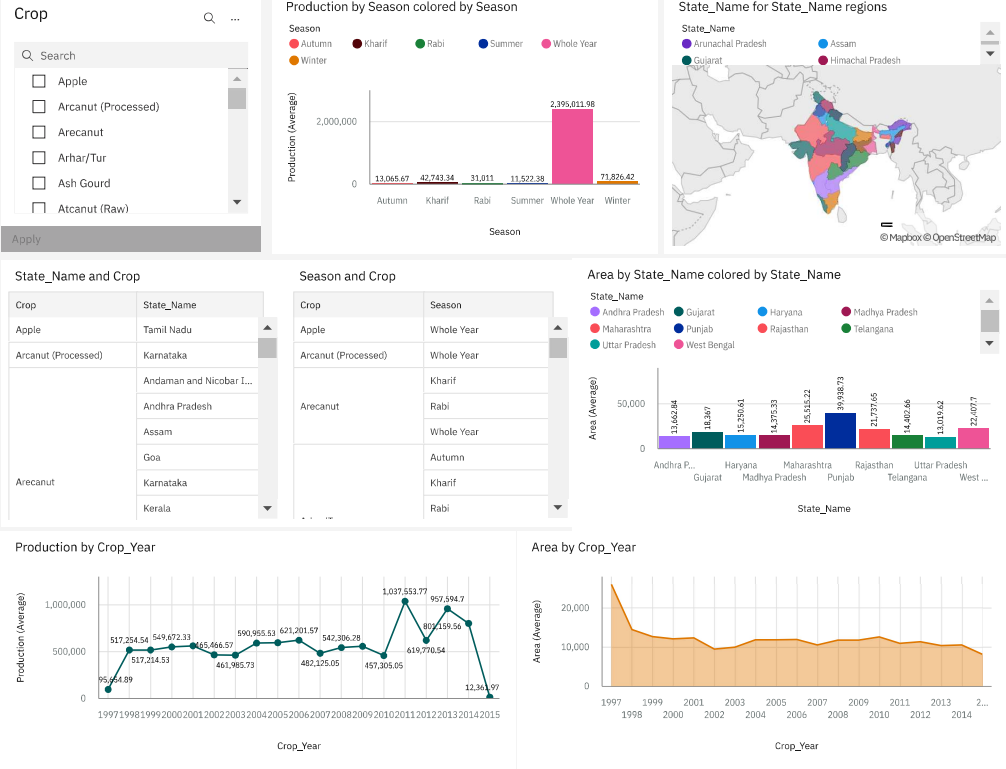 Crop
Search
Apple
Arcanut (Processed)
Arecanut
Arhar/Tur
Ash Gourd
Atcanut (Raw)
Apply
Production by Season colored by Season
Season
Autumn Kharif Rabi Summer Whole Year
Winter
Production (Average)
2,000,000
0
13,065.67 42,743.34 31,011 11,522.38 2,395,011.98 71,826.42
Autumn Kharif Rabi Summer Whole Year Winter
Season
State_Name for State_Name regions
State_Name
Arunachal Pradesh Assam
Gujarat Himachal Pradesh
© Mapbox © OpenStreetMap
State_Name and Crop
Crop State_Name
Apple Tamil Nadu
Arcanut (Processed) Karnataka
Andaman and Nicobar I...
Andhra Pradesh
Assam
Goa
Arecanut Karnataka
Kerala
Season and Crop
Crop Season
Apple Whole Year
Arcanut (Processed) Whole Year
Kharif
Arecanut Rabi
Whole Year
Autumn
Kharif
Rabi
Area by State_Name colored by State_Name
State_Name
Andhra Pradesh Gujarat Haryana Madhya Pradesh
Maharashtra Punjab Rajasthan Telangana
Uttar Pradesh West Bengal
Area (Average)
50,000
0
13,662.84 18,367 15,250.61 14,375.33 25,515.22 39,938.73 21,737.65 14,402.66 13,019.62 22,407.7
Andhra P... Haryana Maharashtra Rajasthan Uttar Pradesh
Gujarat Madhya Pradesh Punjab Telangana West ...
State_Name
Production by Crop_Year
Production (Average)
1,000,000
500,000
0
95,654.89 517,254.54 517,214.53 549,672.33 465,466.57 461,985.73 590,955.53 621,201.57 482,125.05 542,306.28 457,305.05 1,037,553.77 619,770.54 957,594.7 801,159.56 12,361.97
1997 1998 1999 2000 2001 2002 2003 2004 2005 2006 2007 2008 2009 2010 2011 2012 2013 2014 2015
Crop_Year
Area by Crop_Year
Area (Average)
20,000
10,000
0
1997 1999 2001 2003 2005 2007 2009 2011 2013 2...
1998 2000 2002 2004 2006 2008 2010 2012 2014
Crop_Year